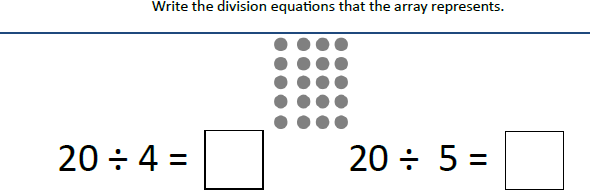 Write the division equations that the array represents.
20 ÷ 4 =
20 ÷ 5 =